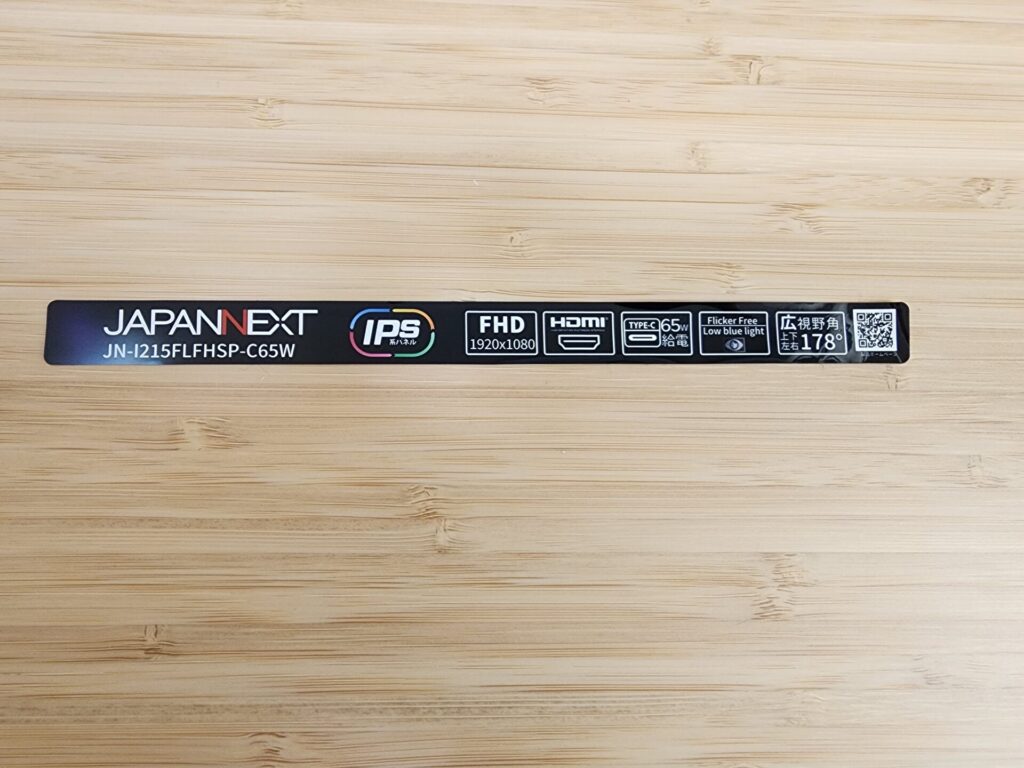 JAPANNEXT
JN-I215FLFHSP-C65W
IPS
系パネル
FHD
1920x1080
HDMI
TYPE-C 65W
給電
Flicker Free
Low blue light
広視野角
上下
左右 178°